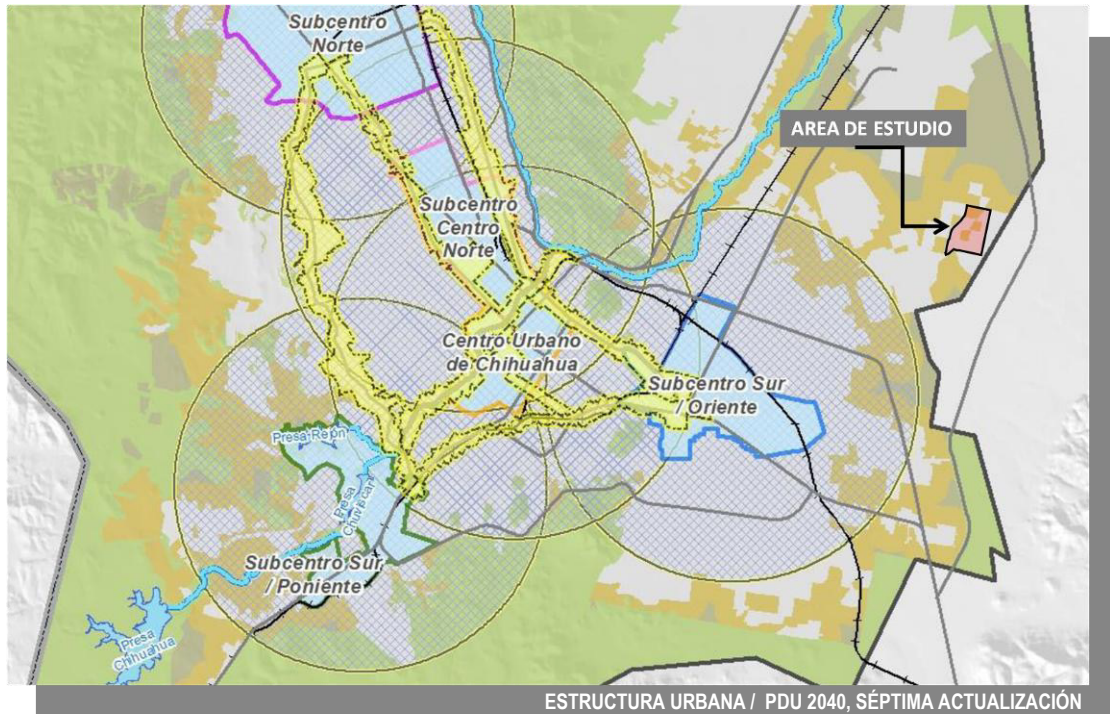 Subcentro
Norte
AREA DE ESTUDIO
Subcentro
Centro
Norte
Centro Urbano
de Chihuahua
Subcentro Sur
/ Oriente
Presa Rejón
Presa
Chuvíscar
Subcentro Sur
/ Poniente
Presa
Chihuahua
ESTRUCTURA URBANA / PDU 2040, SÉPTIMA ACTUALIZACIÓN